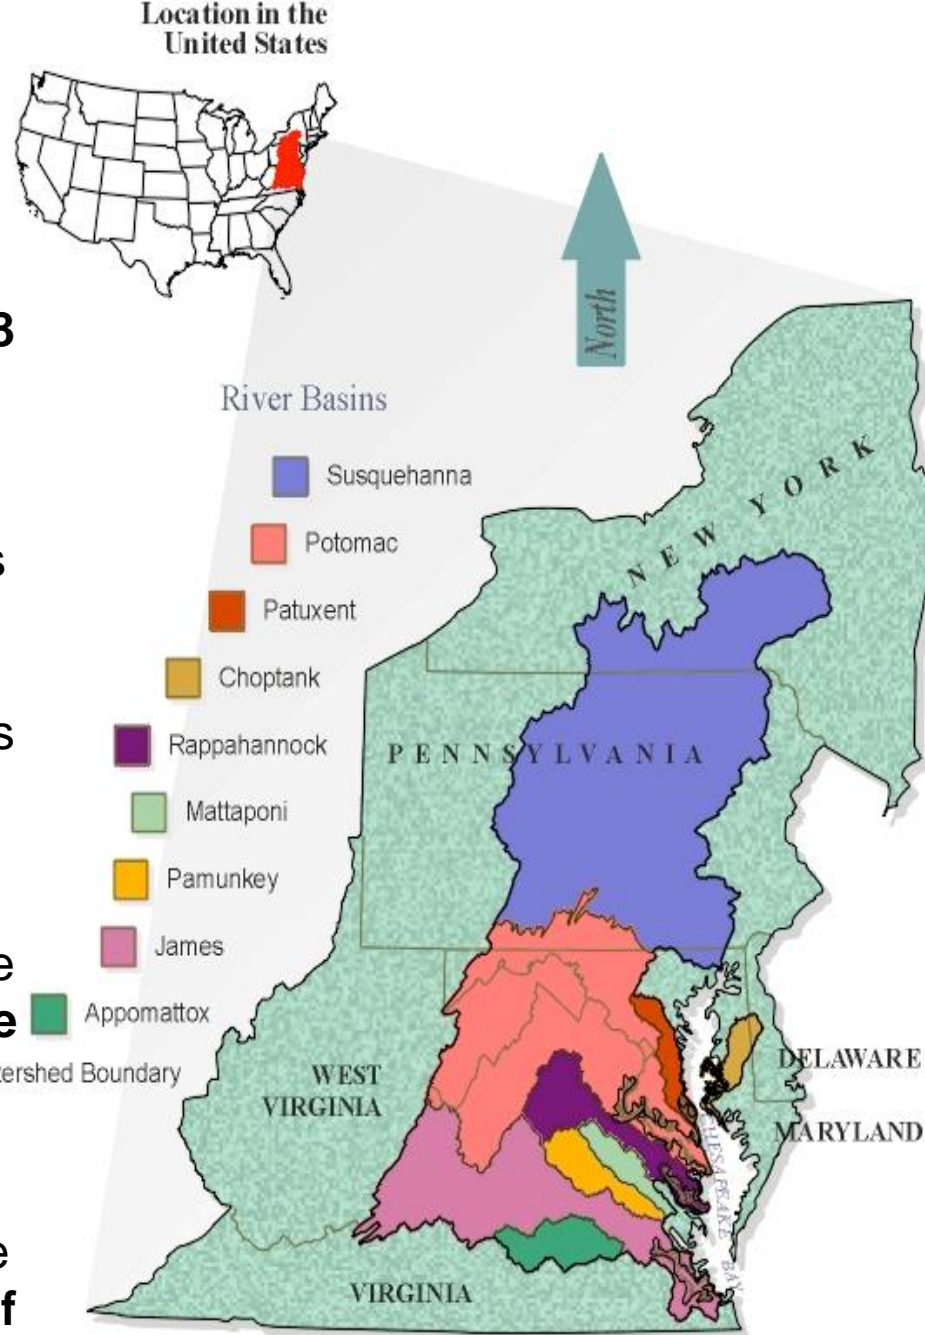 Location in the
United States
North
River Basins
Susquehanna
Potomac
Patuxent
Choptank
Rappahannock
Mattaponi
Pamunkey
James
Appomattox
tershed Boundary
NEW YORK
PENNSYLVANIA
WEST
VIRGINIA
DELAWARE
MARYLAND
CHESAPEAKE BAY
VIRGINIA
3
s
s
e
e
e
f